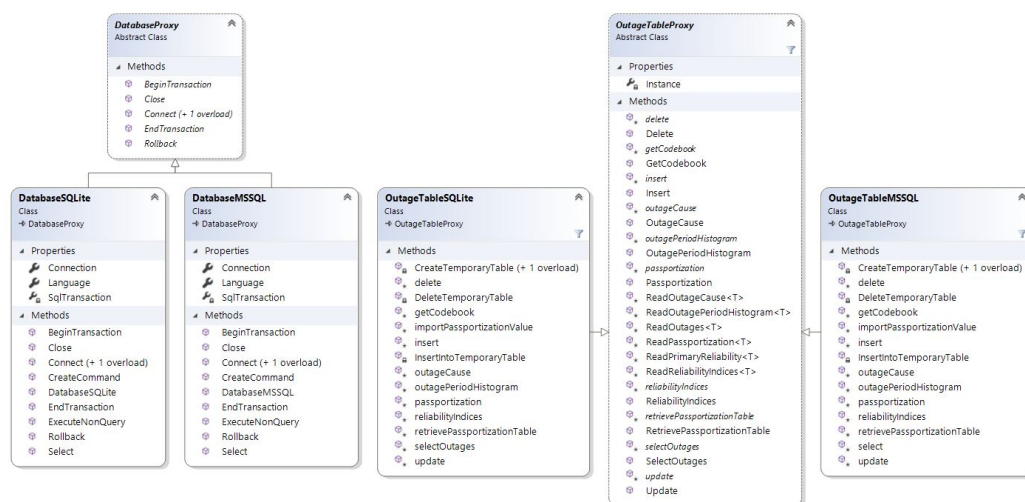 DatabaseProxy
Abstract Class
Methods
BeginTransaction
Close
Connect (+ 1 overload)
EndTransaction
Rollback
DatabaseSQLite
Class
DatabaseProxy
Properties
Connection
Language
SqlTransaction
Methods
BeginTransaction
Close
Connect (+ 1 overload)
CreateCommand
DatabaseSQLite
EndTransaction
ExecuteNonQuery
Rollback
Select
DatabaseMSSQL
Class
DatabaseProxy
Properties
Connection
Language
SqlTransaction
Methods
BeginTransaction
Close
Connect (+ 1 overload)
CreateCommand
DatabaseMSSQL
EndTransaction
ExecuteNonQuery
Rollback
Select
OutageTableSQLite
Class
OutageTableProxy
Methods
CreateTemporaryTable (+ 1 overload)
delete
DeleteTemporaryTable
getCodebook
importPassportizationValue
insert
InsertIntoTemporaryTable
outageCause
outagePeriodHistogram
passportization
reliabilityIndices
retrievePassportizationTable
selectOutages
update
OutageTableProxy
Abstract Class
Properties
Instance
Methods
delete
Delete
getCodebook
GetCodebook
insert
Insert
outageCause
OutageCause
outagePeriodHistogram
OutagePeriodHistogram
passportization
Passportization
ReadOutageCause<T>
ReadOutagePeriodHistogram<T>
ReadOutages<T>
ReadPassportization<T>
ReadPrimaryReliability<T>
ReadReliabilityIndices<T>
reliabilityIndices
ReliabilityIndices
retrievePassportizationTable
RetrievePassportizationTable
selectOutages
SelectOutages
update
Update
OutageTableMSSQL
Class
OutageTableProxy
Methods
CreateTemporaryTable (+ 1 overload)
delete
DeleteTemporaryTable
getCodebook
importPassportizationValue
insert
InsertIntoTemporaryTable
outageCause
outagePeriodHistogram
passportization
reliabilityIndices
retrievePassportizationTable
select
update